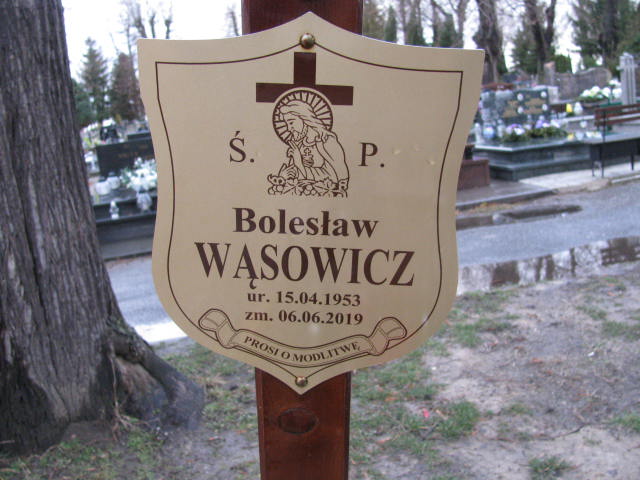 Ś. P.
Bolesław
WĄSOWICZ
ur. 15.04.1953
zm. 06.06.2019
PROSI O MODLITWĘ